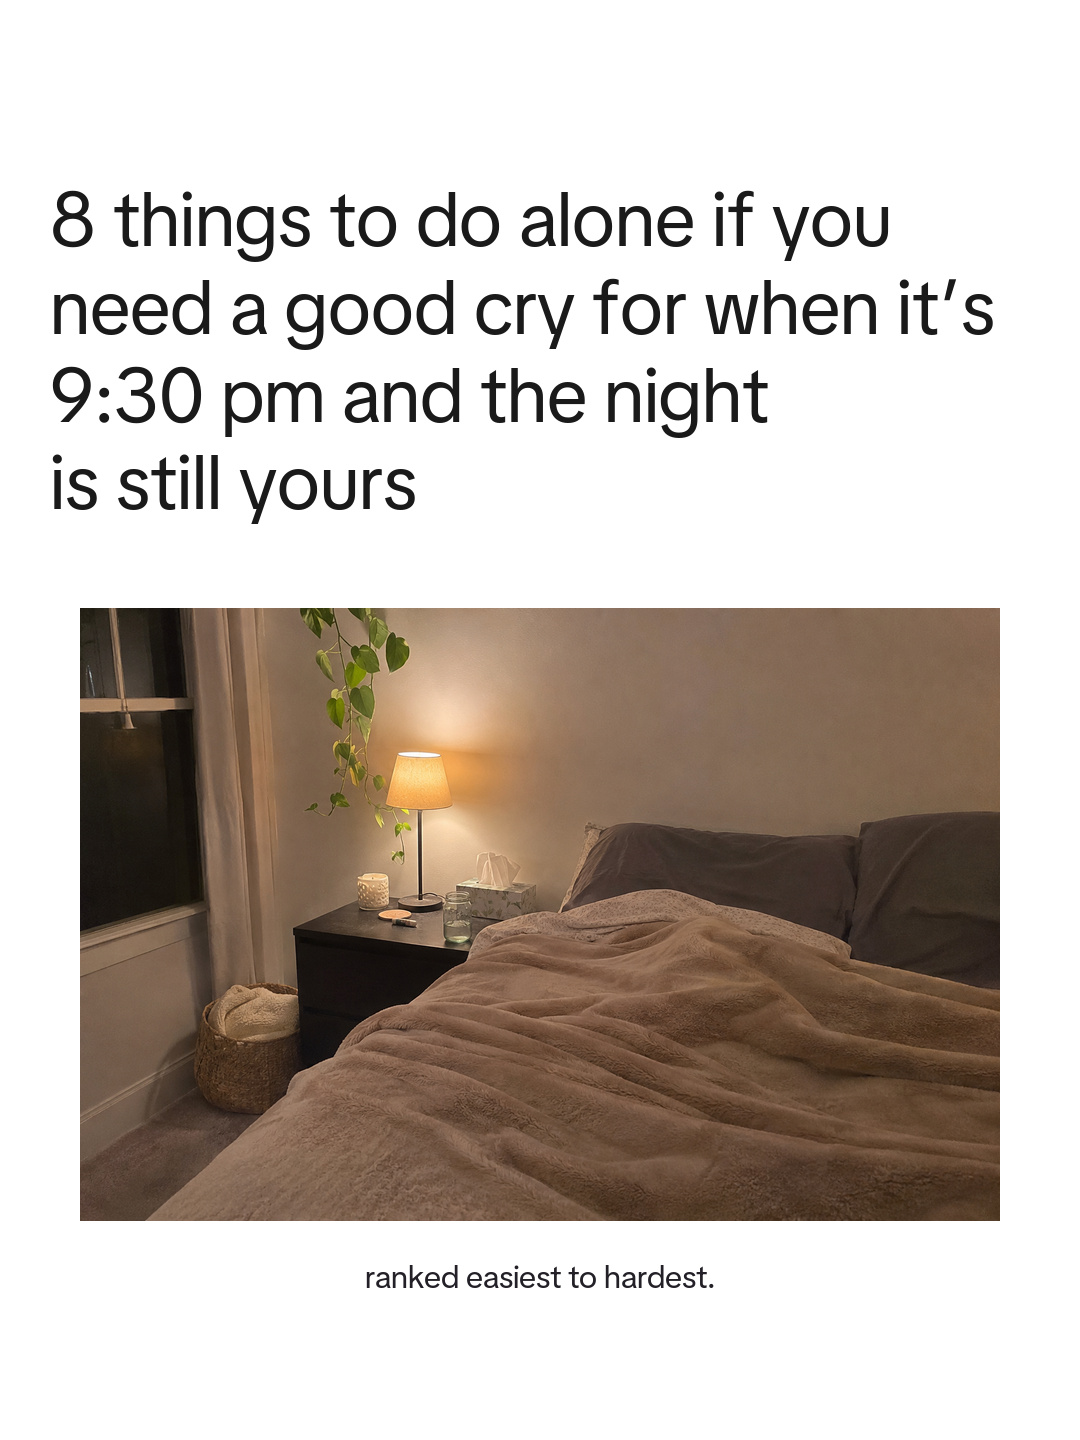 8 things to do alone if you
need a good cry for when it’s
9:30 pm and the night
is still yours
ranked easiest to hardest.